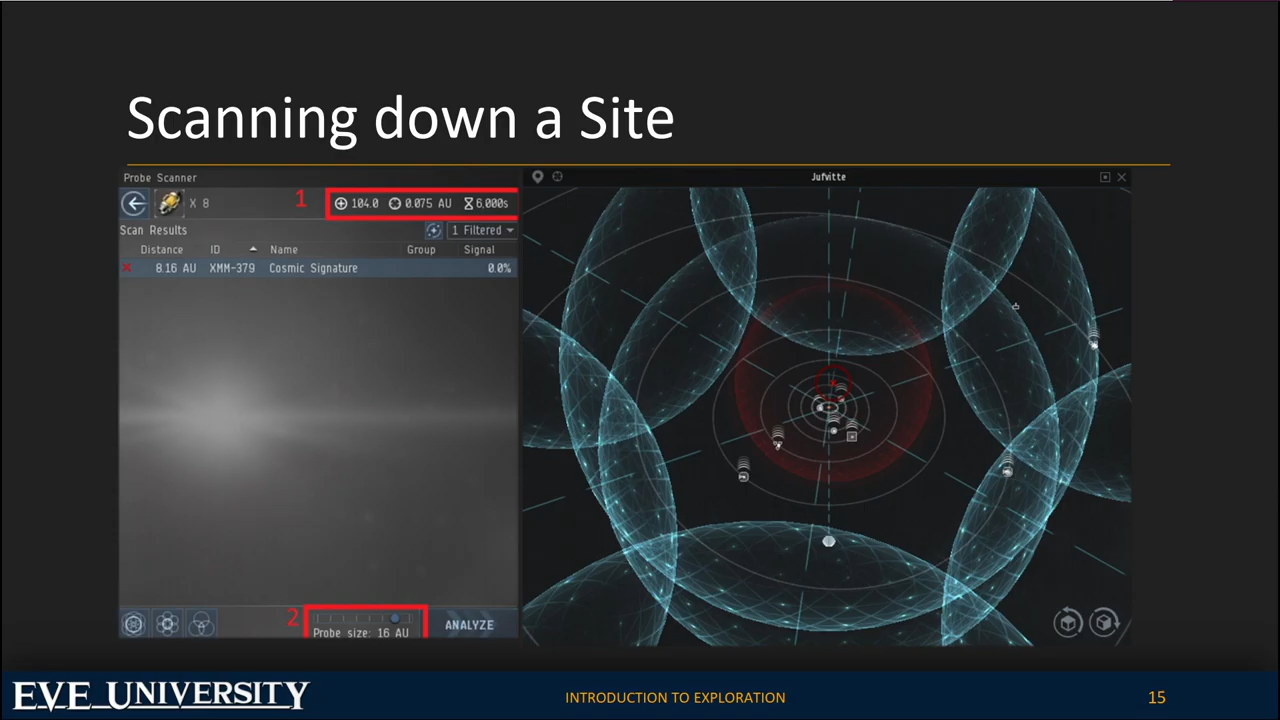 Scanning down a Site
Probe Scanner
X 8
1
104.0 0.075 AU 6,000s
Scan Results
1 Filtered
Distance ID Name Group Signal
8.16 AU XMM-379 Cosmic Signature 0.0%
2
Probe size: 16 AU
ANALYZE
Jufvitte
EVE UNIVERSITY
INTRODUCTION TO EXPLORATION
15